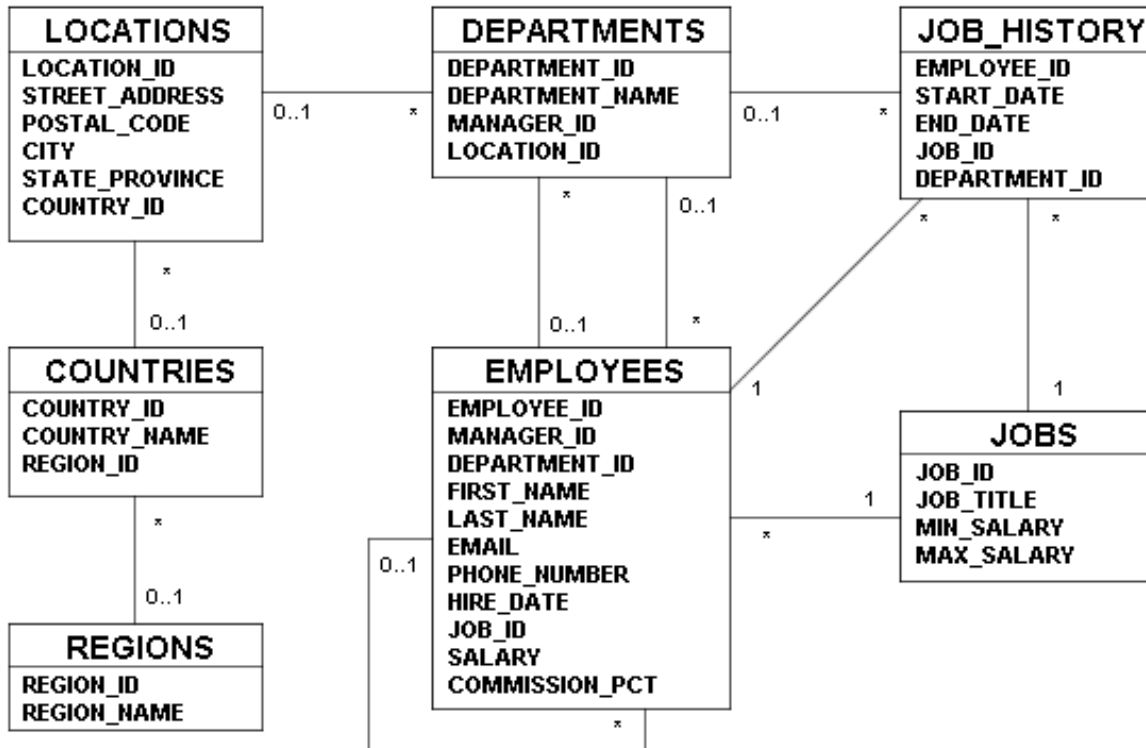 LOCATIONS
LOCATION_ID
STREET_ADDRESS
POSTAL_CODE
CITY
STATE_PROVINCE
COUNTRY_ID
0..1
*
DEPARTMENTS
DEPARTMENT_ID
DEPARTMENT_NAME
MANAGER_ID
LOCATION_ID
0..1
*
JOB_HISTORY
EMPLOYEE_ID
START_DATE
END_DATE
JOB_ID
DEPARTMENT_ID
*
0..1
*
0..1
0..1
*
*
1
*
1
COUNTRIES
COUNTRY_ID
COUNTRY_NAME
REGION_ID
*
0..1
EMPLOYEES
EMPLOYEE_ID
MANAGER_ID
DEPARTMENT_ID
FIRST_NAME
LAST_NAME
EMAIL
PHONE_NUMBER
HIRE_DATE
JOB_ID
SALARY
COMMISSION_PCT
0..1
*
*
1
JOBS
JOB_ID
JOB_TITLE
MIN_SALARY
MAX_SALARY
REGIONS
REGION_ID
REGION_NAME